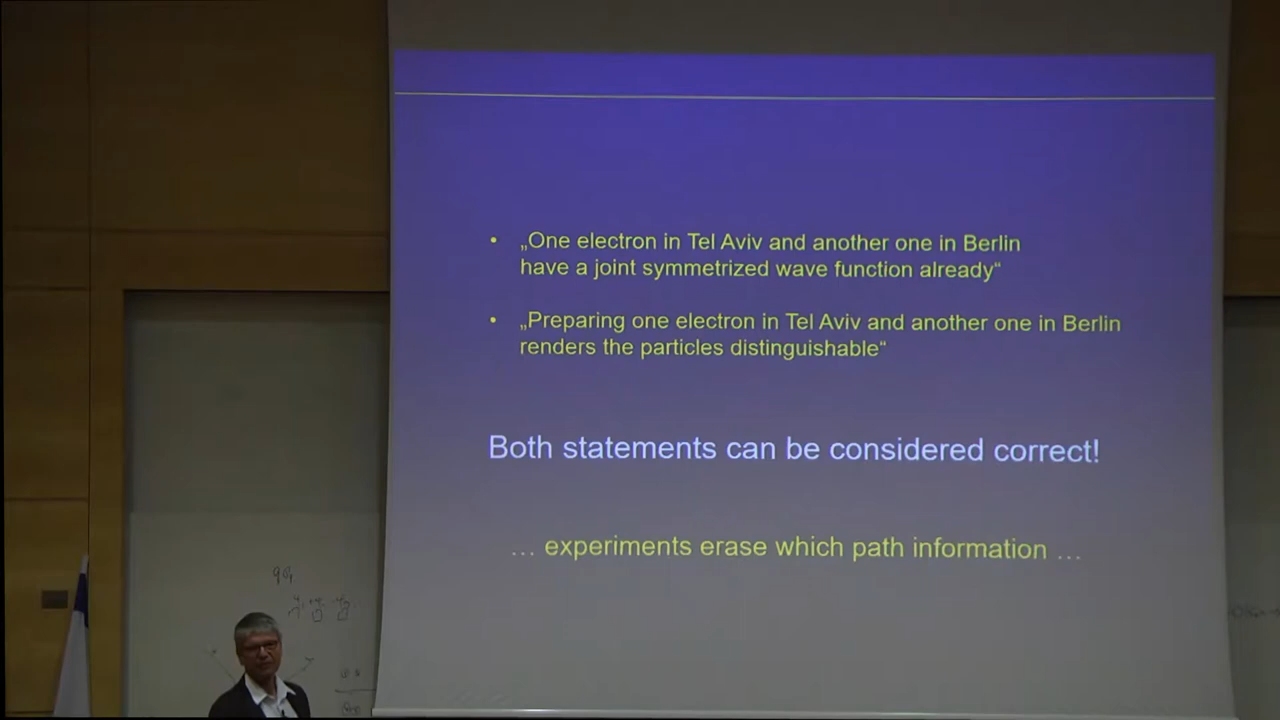 • „One electron in Tel Aviv and another one in Berlin
have a joint symmetrized wave function already“
• „Preparing one electron in Tel Aviv and another one in Berlin
renders the particles distinguishable“
Both statements can be considered correct!
… experiments erase which path information …